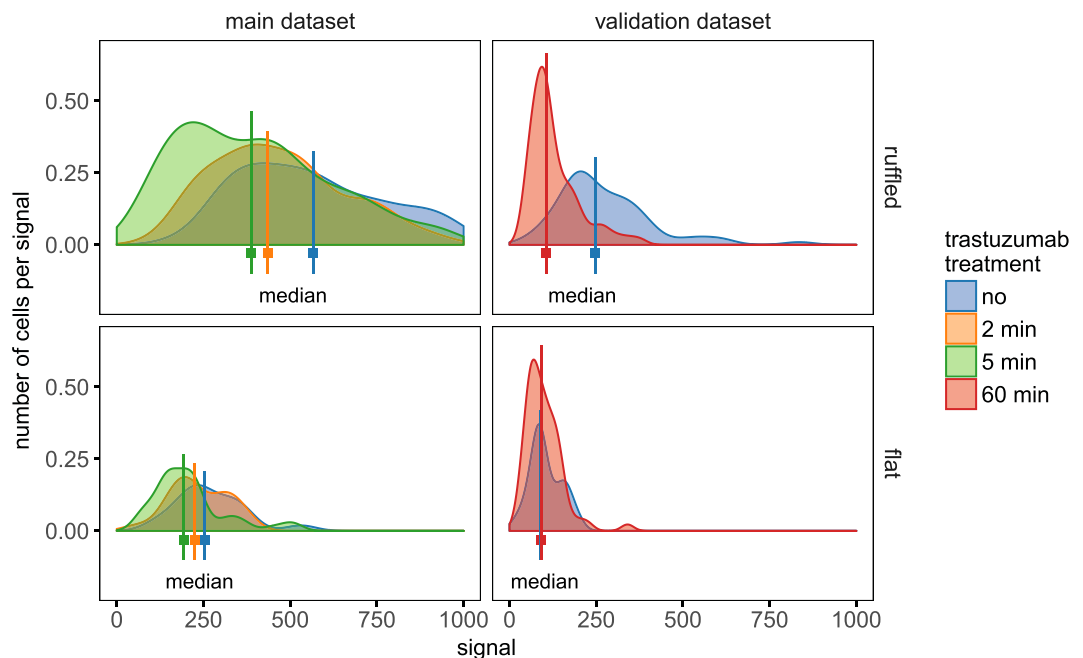 main dataset
validation dataset
number of cells per signal
0.50
0.25
0.00
median
median
ruffled
0.50
0.25
0.00
median
median
flat
0
250
500
750
1000
0
250
500
750
1000
signal
trastuzumab
treatment
no
2 min
5 min
60 min